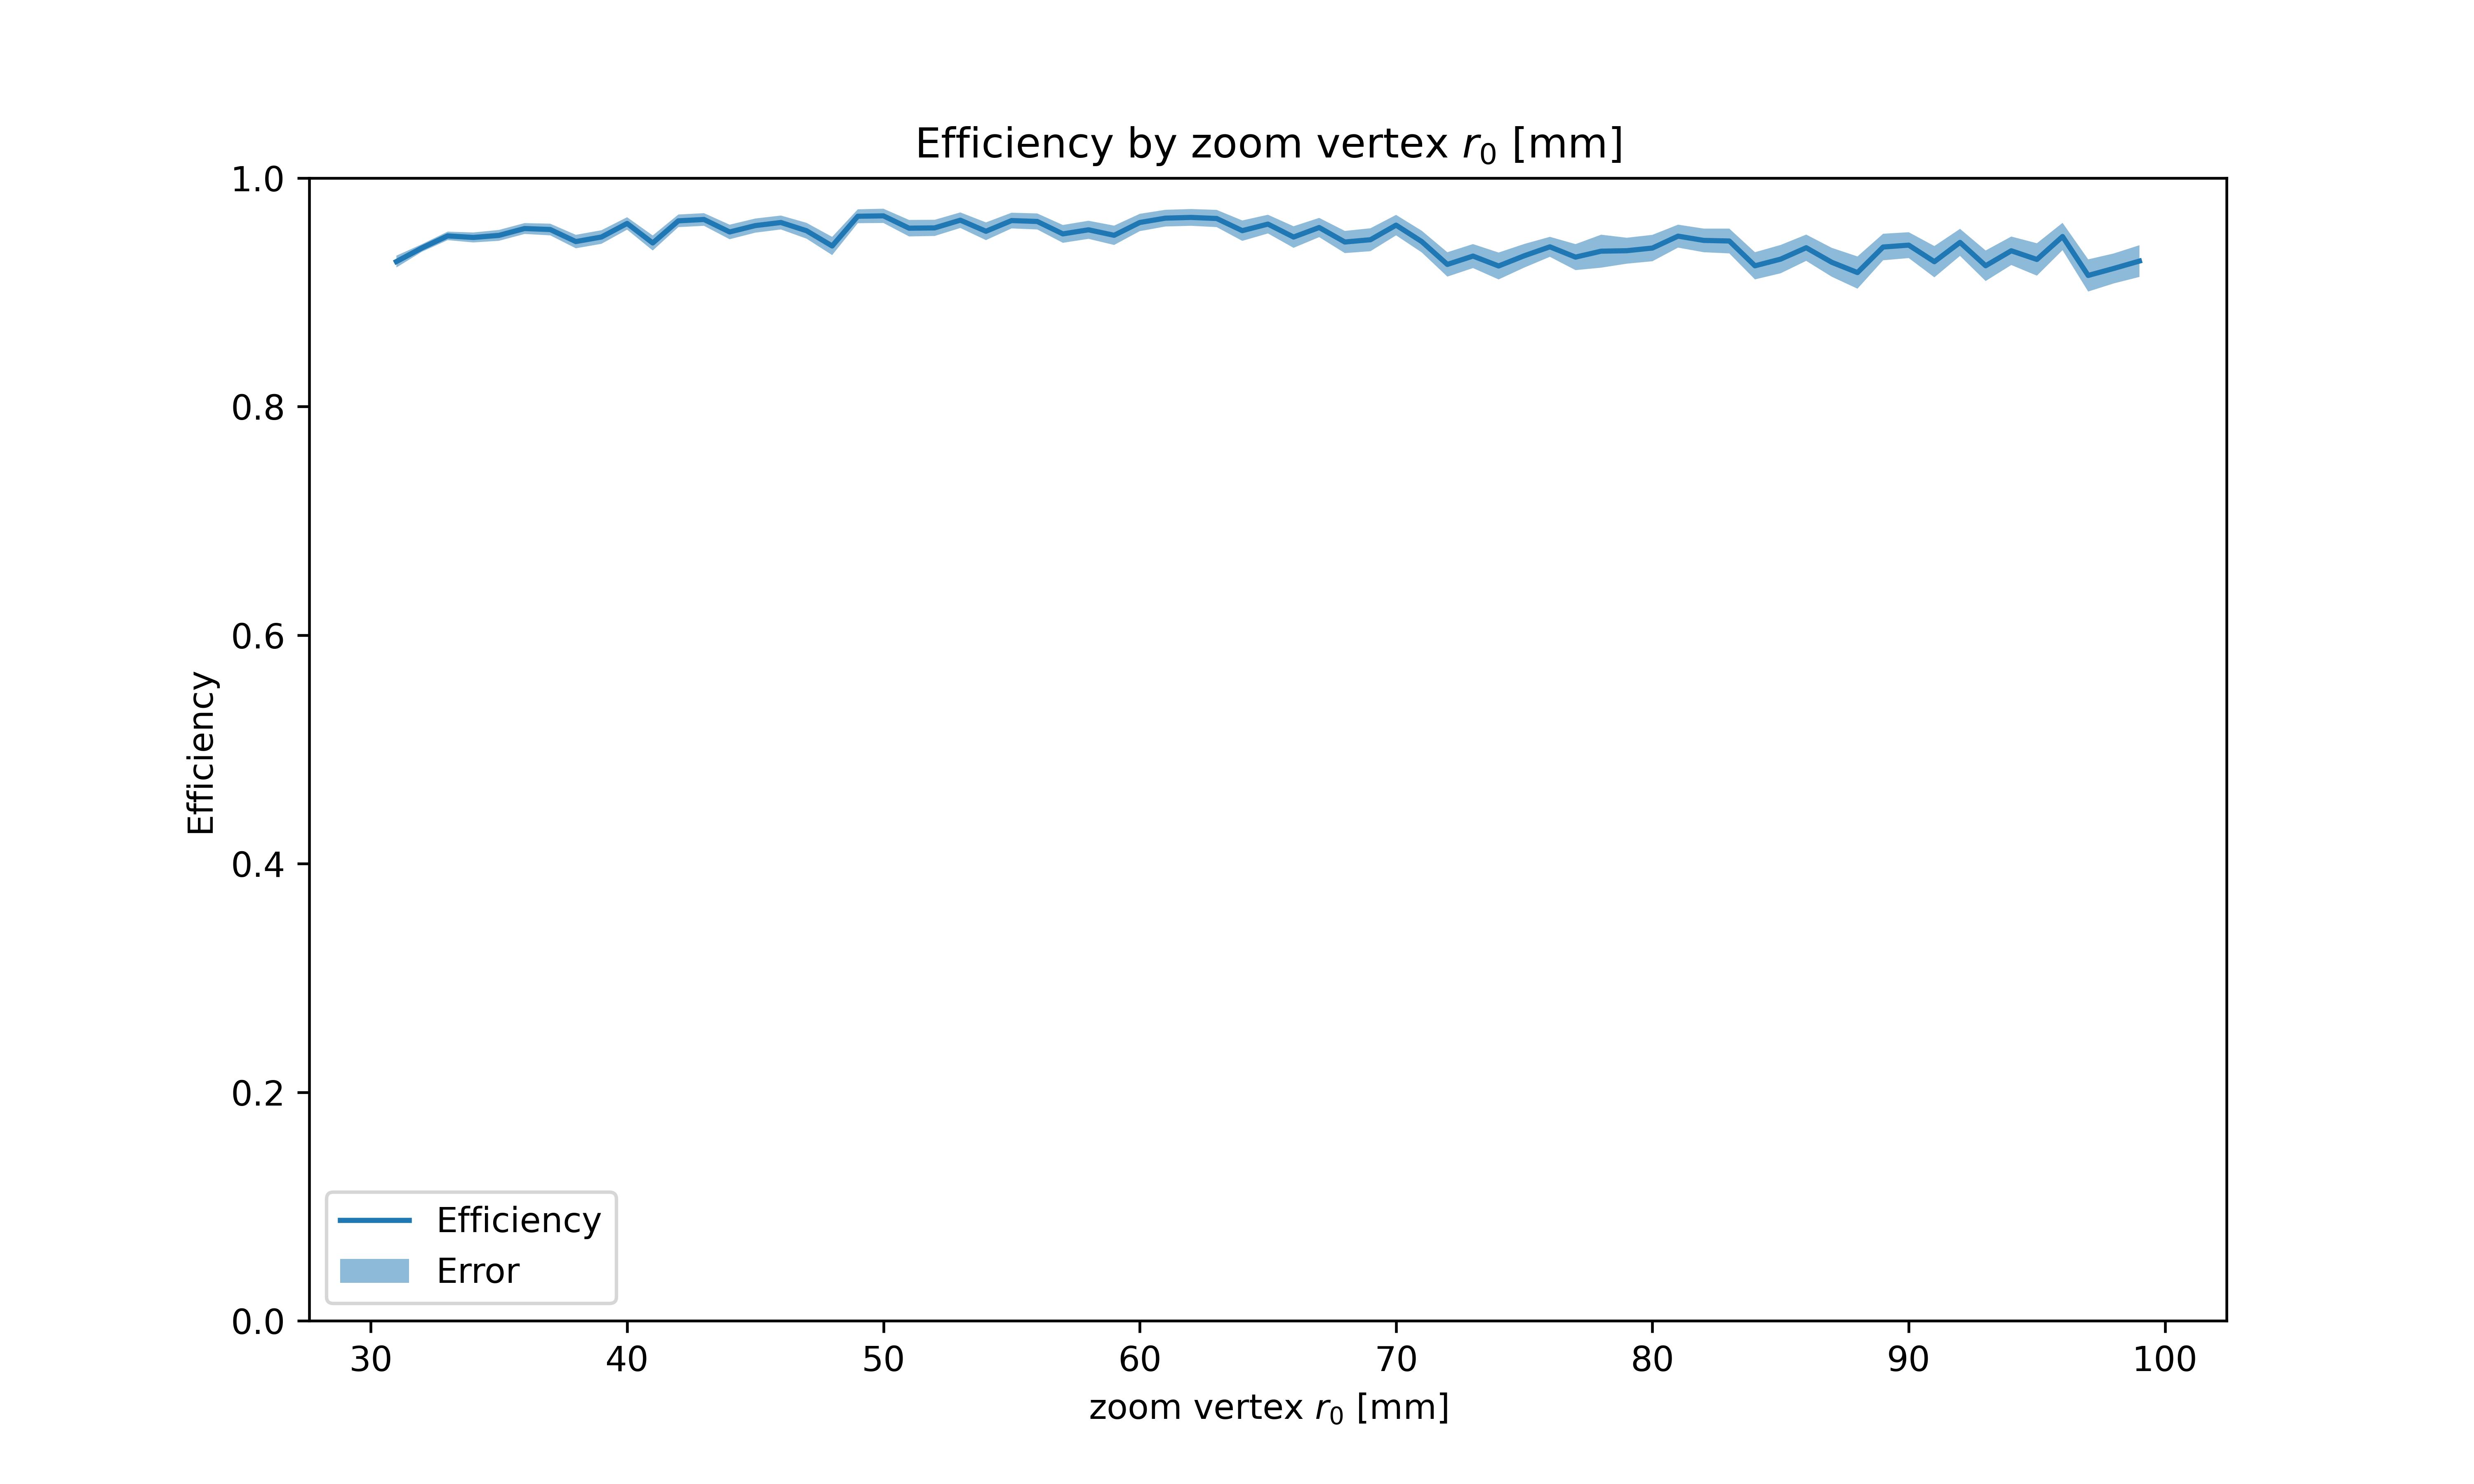 Efficiency by zoom vertex r₀ [mm]
1.0
0.8
0.6
0.4
0.2
0.0
Efficiency
Efficiency
Error
30 40 50 60 70 80 90 100
zoom vertex r₀ [mm]